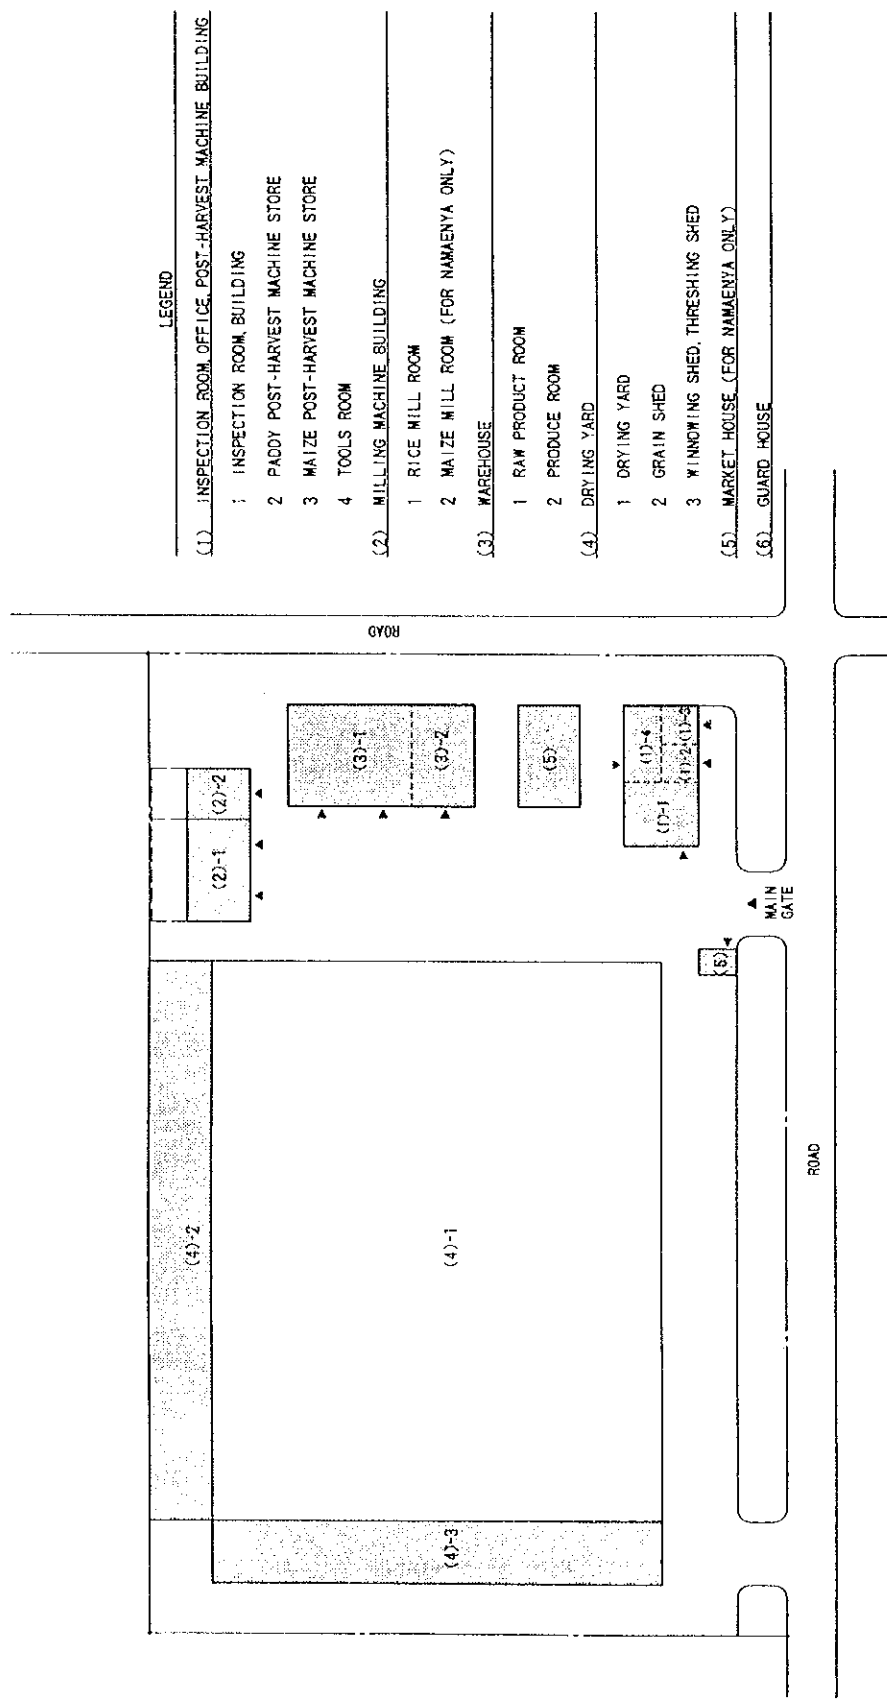 LEGEND
(1) INSPECTION ROOM, OFFICE, POST-HARVEST MACHINE BUILDING
1 INSPECTION ROOM, BUILDING
2 PADDY POST-HARVEST MACHINE STORE
3 MAIZE POST-HARVEST MACHINE STORE
4 TOOLS ROOM
(2) MILLING MACHINE BUILDING
1 RICE MILL ROOM
2 MAIZE MILL ROOM (FOR NAMAENYA ONLY)
(3) WAREHOUSE
1 RAW PRODUCT ROOM
2 PRODUCE ROOM
(4) DRYING YARD
1 DRYING YARD
2 GRAIN SHED
3 WINNOWING SHED, THRESHING SHED
(5) MARKET HOUSE (FOR NAMAENYA ONLY)
(6) GUARD HOUSE
ROAD
(2)-1
(2)-2
(3)-1
(3)-2
(5)
(1)-1
(1)-4
(1)-2
(1)-3
(4)-2
(4)-1
(4)-3
(5)
MAIN
GATE
ROAD